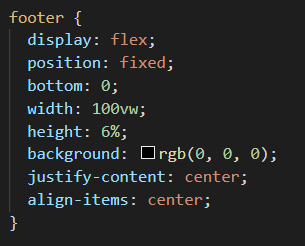 footer {
  display: flex;
  position: fixed;
  bottom: 0;
  width: 100vw;
  height: 6%;
  background: rgb(0, 0, 0);
  justify-content: center;
  align-items: center;
}